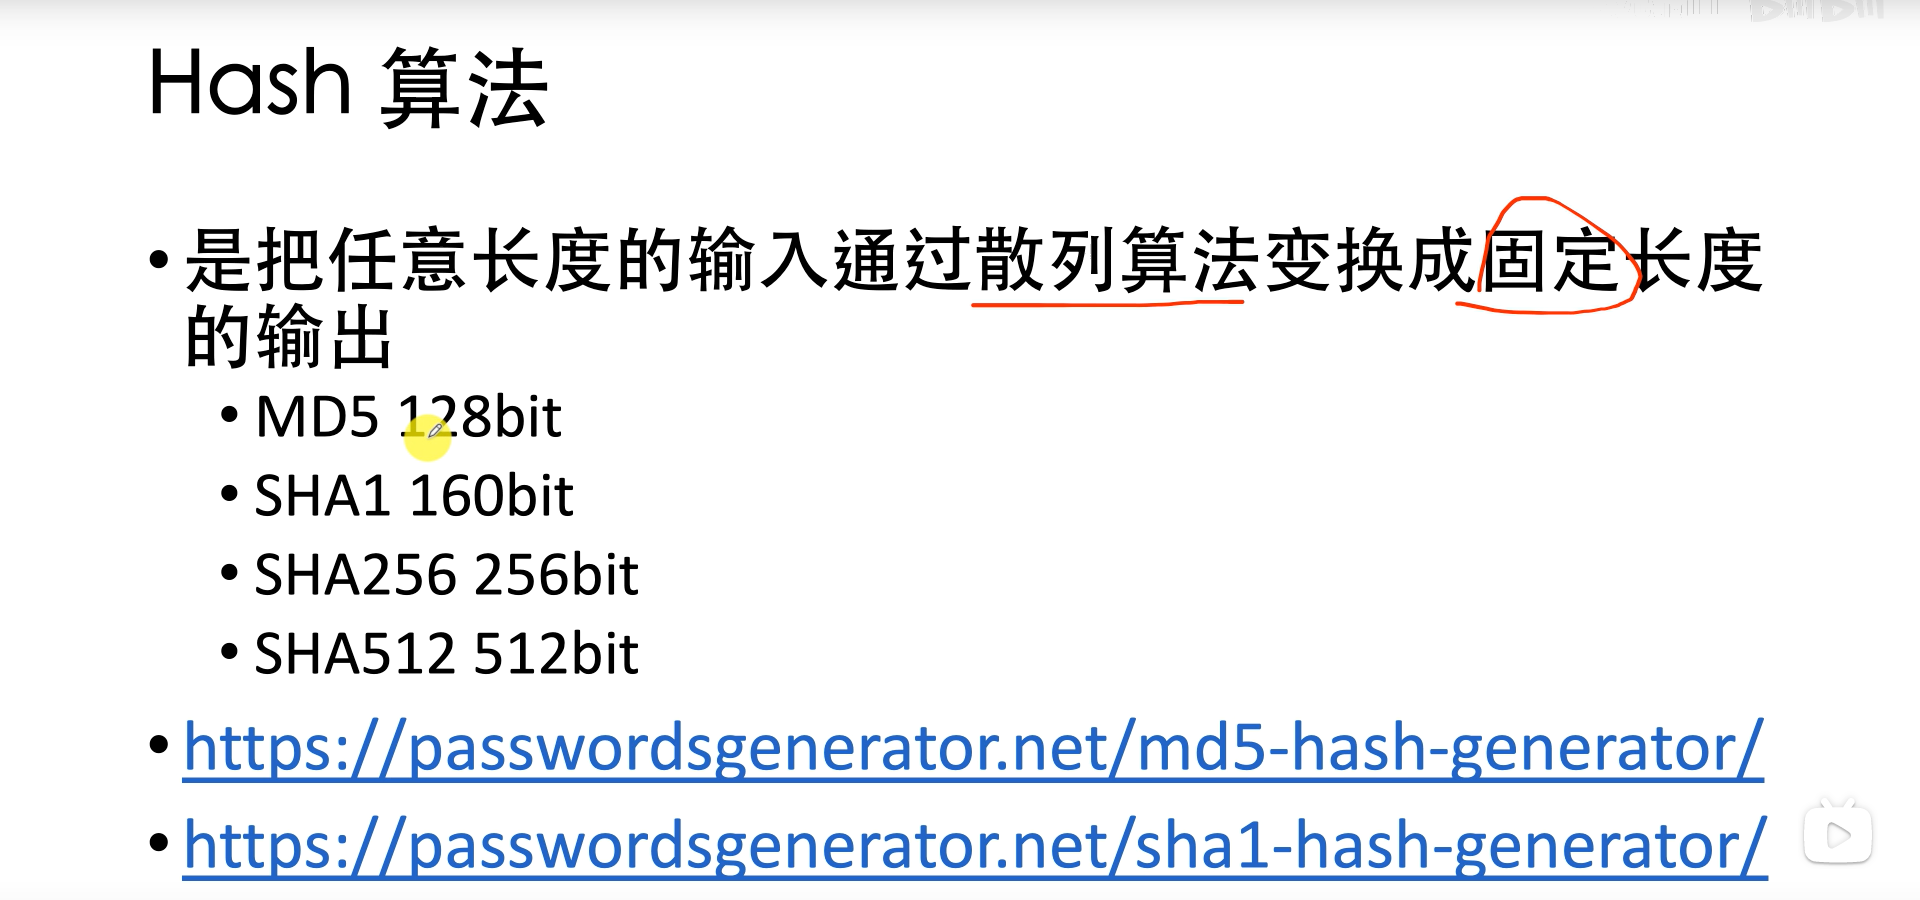 Hash 算法
• 是把任意长度的输入通过散列算法变换成固定长度
的输出
• MD5 128bit
• SHA1 160bit
• SHA256 256bit
• SHA512 512bit
• https://passwordsgenerator.net/md5-hash-generator/
• https://passwordsgenerator.net/sha1-hash-generator/